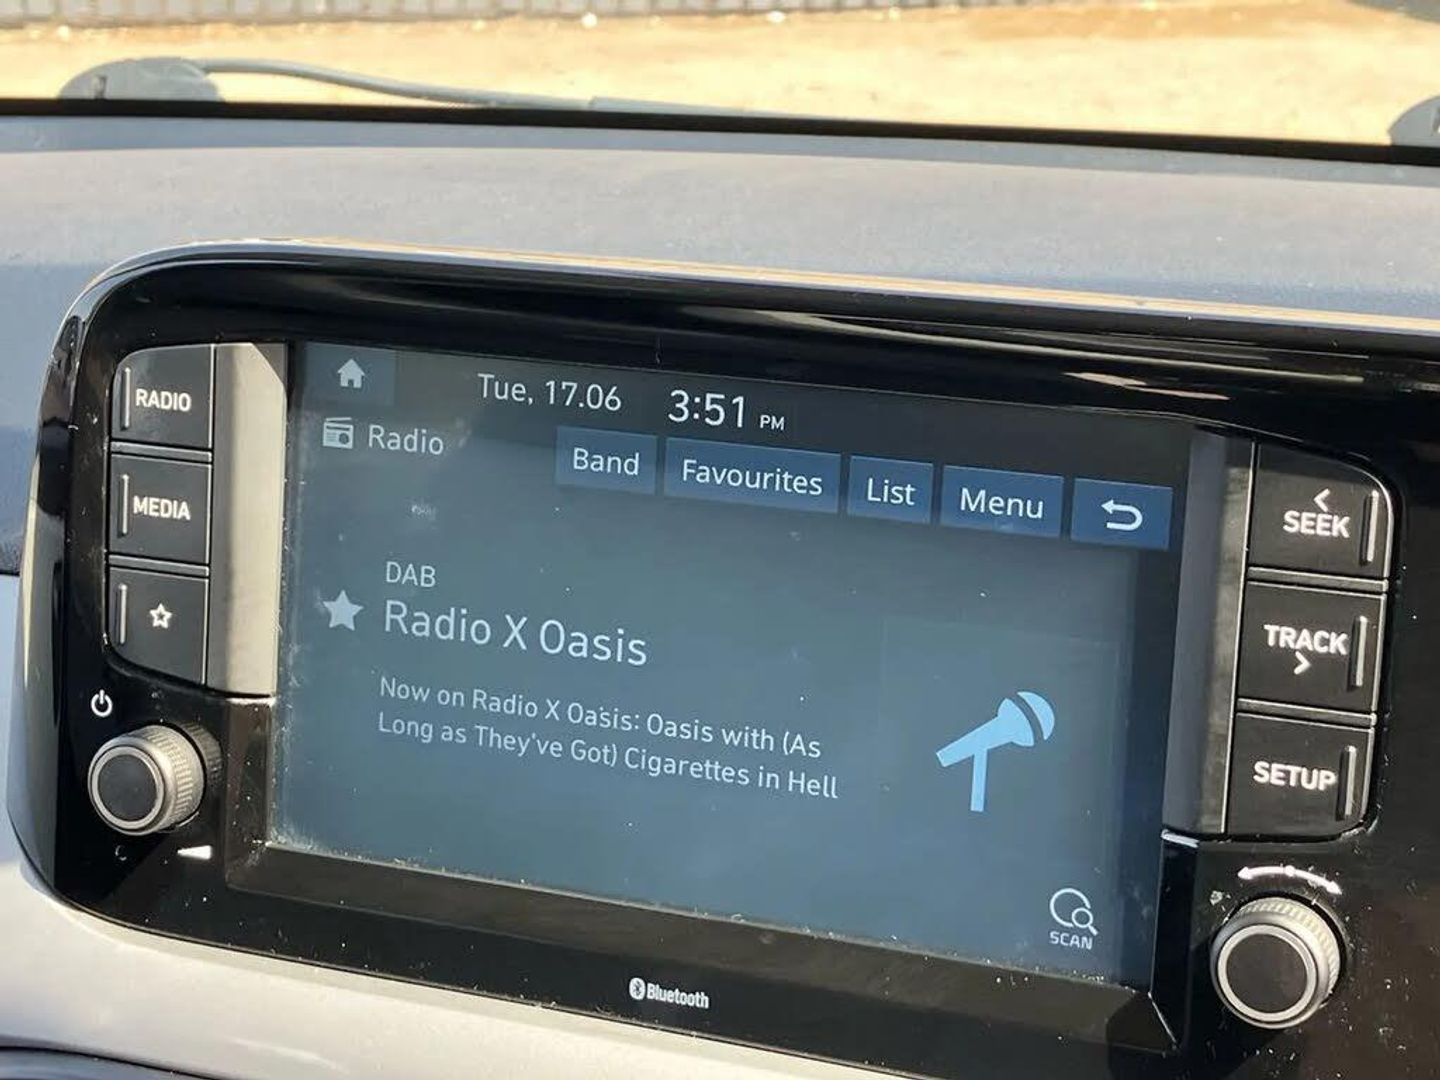 Tue, 17.06 3:51 PM
RADIO
Radio
Band Favourites List Menu
MEDIA
SEEK
DAB
Radio X Oasis
TRACK
Now on Radio X Oasis: Oasis with (As
Long as They've Got) Cigarettes in Hell
SETUP
SCAN
Bluetooth